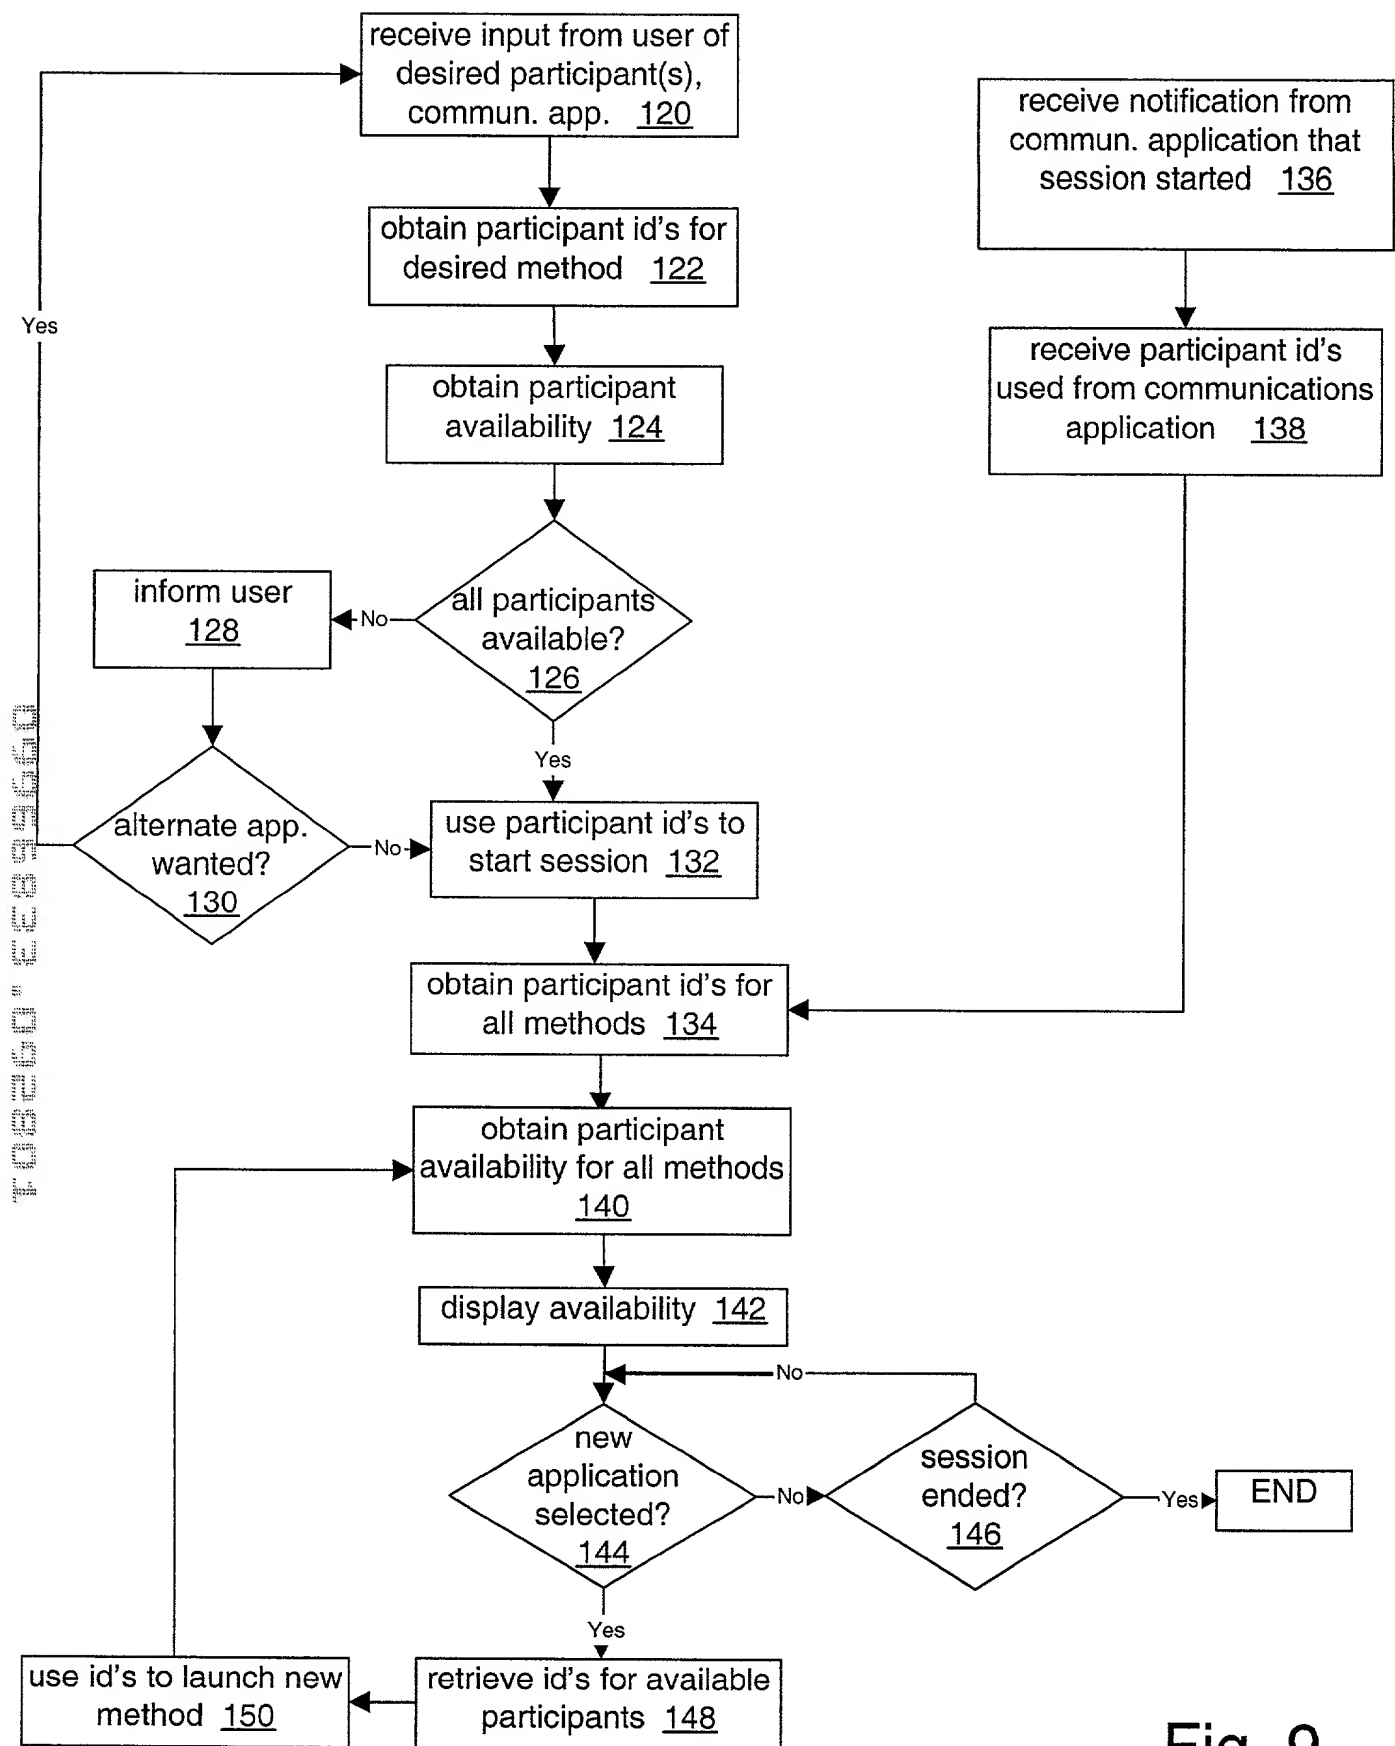 receive input from user of
desired participant(s),
commun. app. 120
obtain participant id's for
desired method 122
obtain participant
availability 124
all participants
available?
126
No
Yes
inform user
128
alternate app.
wanted?
130
Yes
No
use participant id's to
start session 132
receive notification from
commun. application that
session started 136
receive participant id's
used from communications
application 138
obtain participant id's for
all methods 134
obtain participant
availability for all methods
140
display availability 142
new
application
selected?
144
No
Yes
session
ended?
146
No
Yes
END
retrieve id's for available
participants 148
use id's to launch new
method 150
Fig. 9